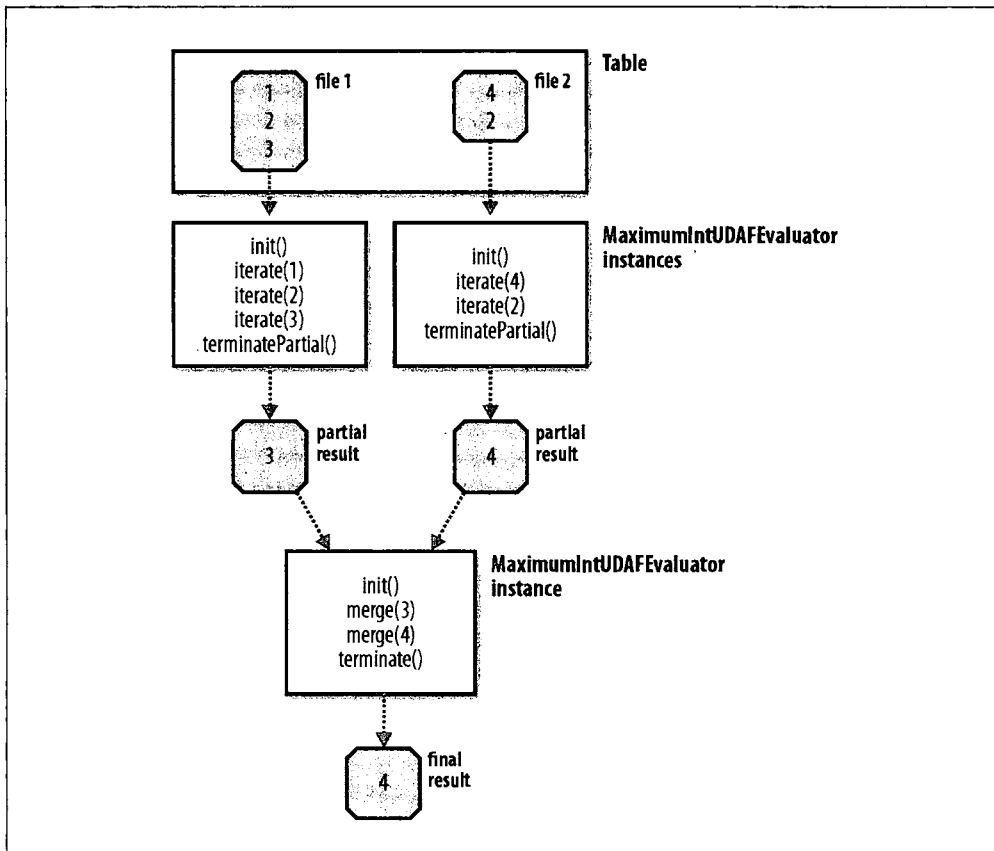 Table
file 1
1
2
3
file 2
4
2
MaximumIntUDAFEvaluator
instances
init()
iterate(1)
iterate(2)
iterate(3)
terminatePartial()
init()
iterate(4)
iterate(2)
terminatePartial()
partial
result
3
partial
result
4
MaximumIntUDAFEvaluator
instance
init()
merge(3)
merge(4)
terminate()
final
result
4